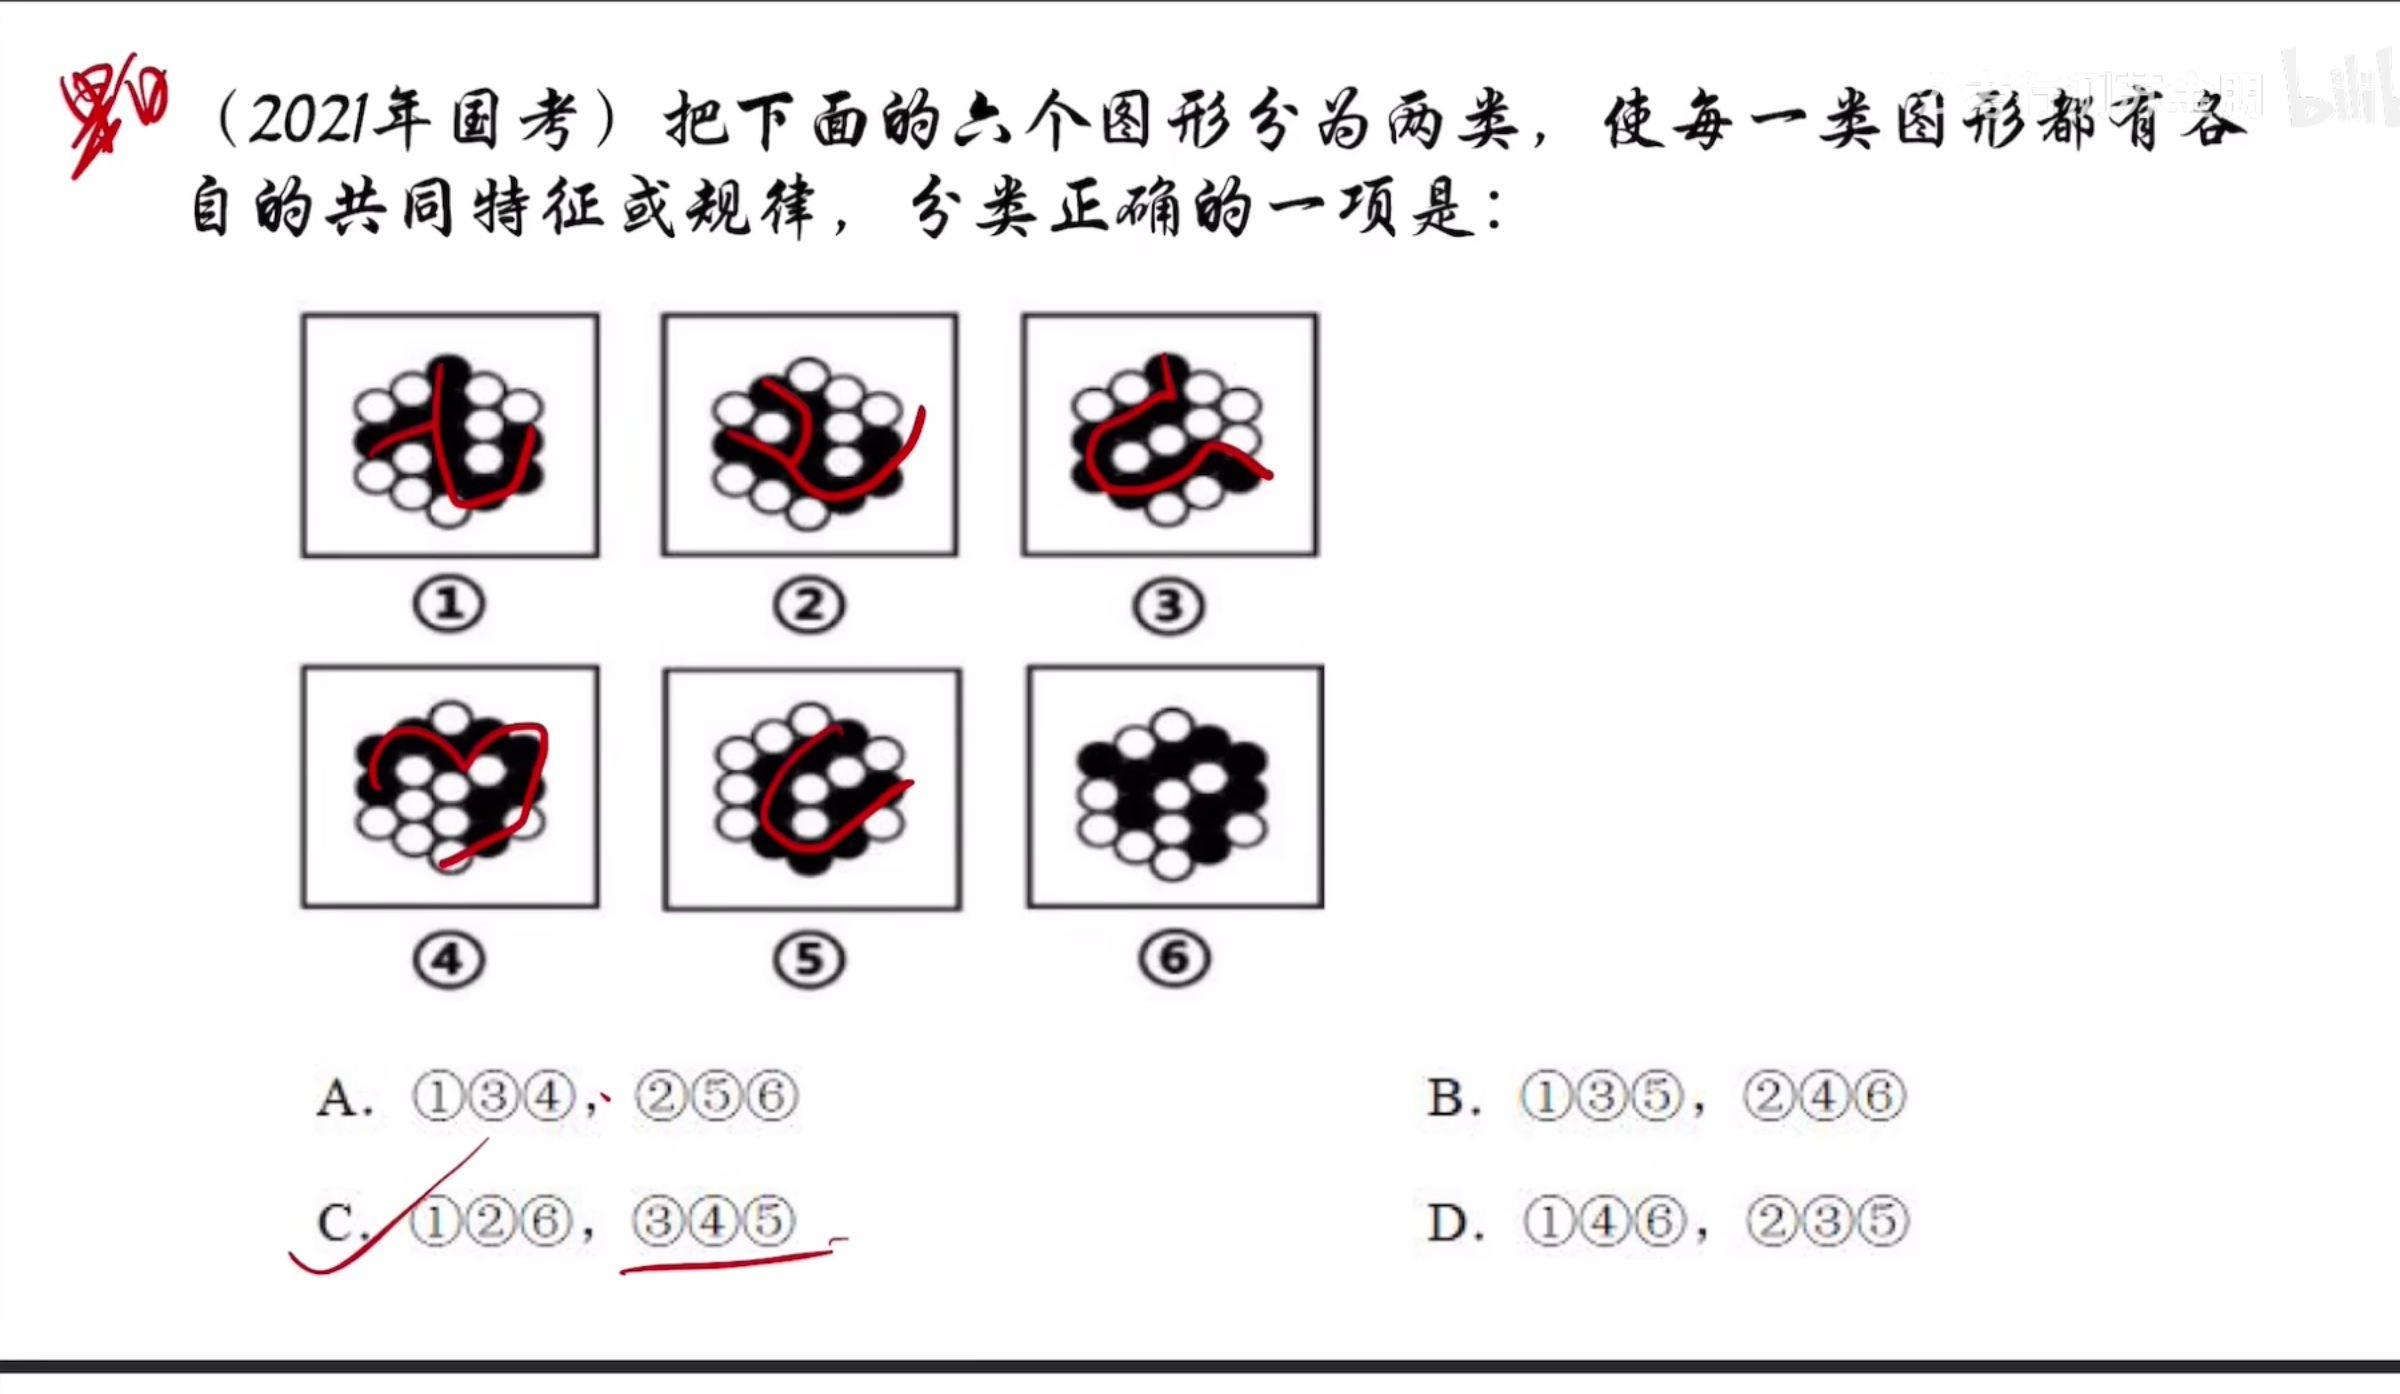 (2021年国考)把下面的六个图形分为两类,使每一类图形都有各
自的共同特征或规律,分类正确的一项是:
① ② ③
④ ⑤ ⑥
A. ①③④,②⑤⑥
B. ①③⑤,②④⑥
C. ①②⑥,③④⑤
D. ①④⑥,②③⑤